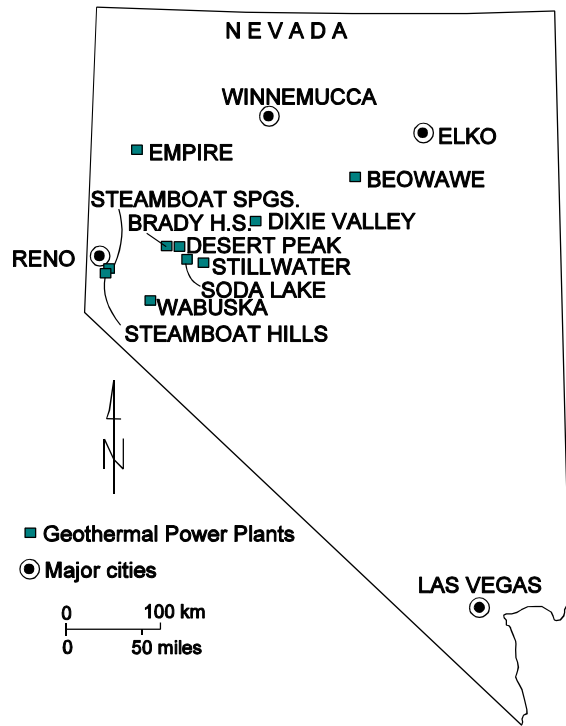 NEVADA
WINNEMUCCA
ELKO
EMPIRE
BEOWAWE
STEAMBOAT SPGS.
BRADY H.S.
DIXIE VALLEY
DESERT PEAK
RENO
STILLWATER
SODA LAKE
WABUSKA
STEAMBOAT HILLS
N
Geothermal Power Plants
Major cities
LAS VEGAS
0 100 km
0 50 miles